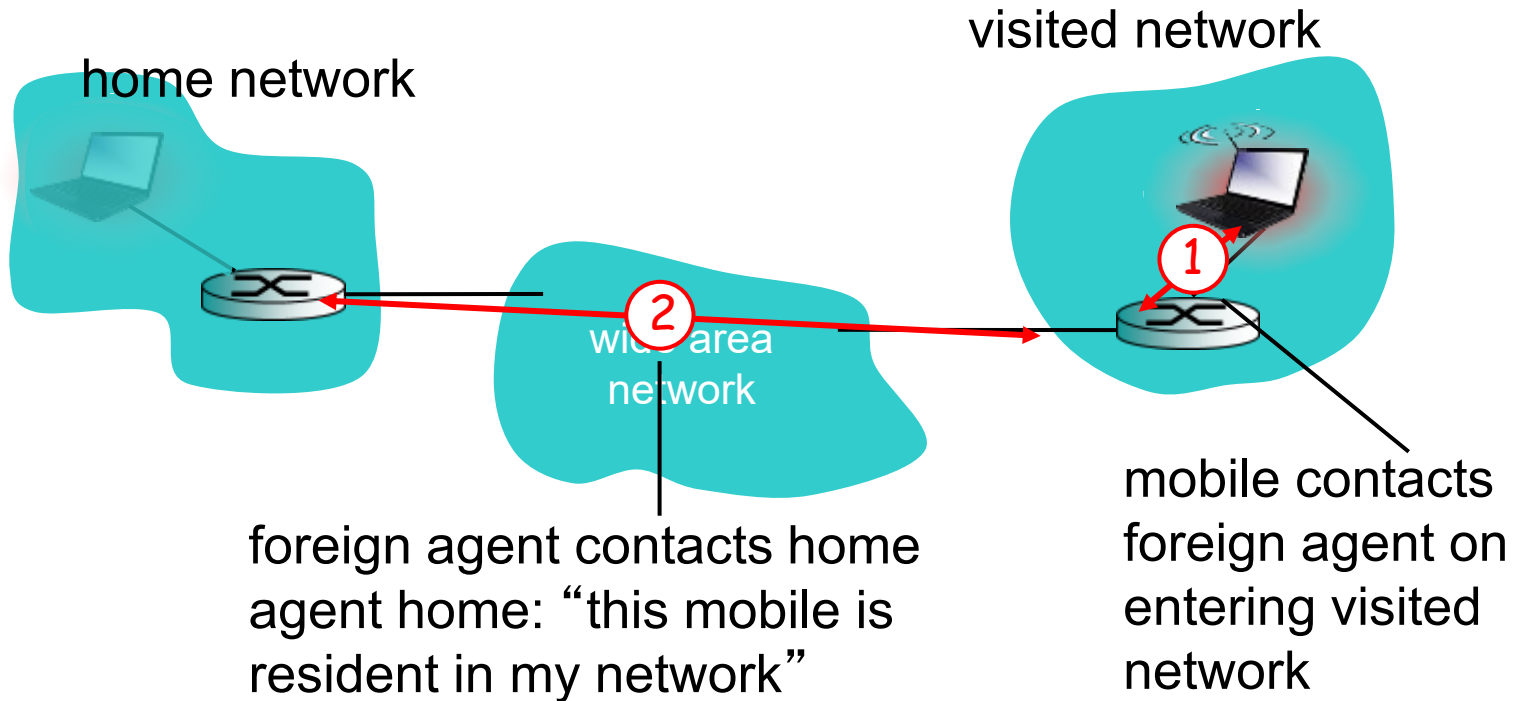 visited network
home network
1
2
wide area
network
foreign agent contacts home
agent home: “this mobile is
resident in my network”
mobile contacts
foreign agent on
entering visited
network